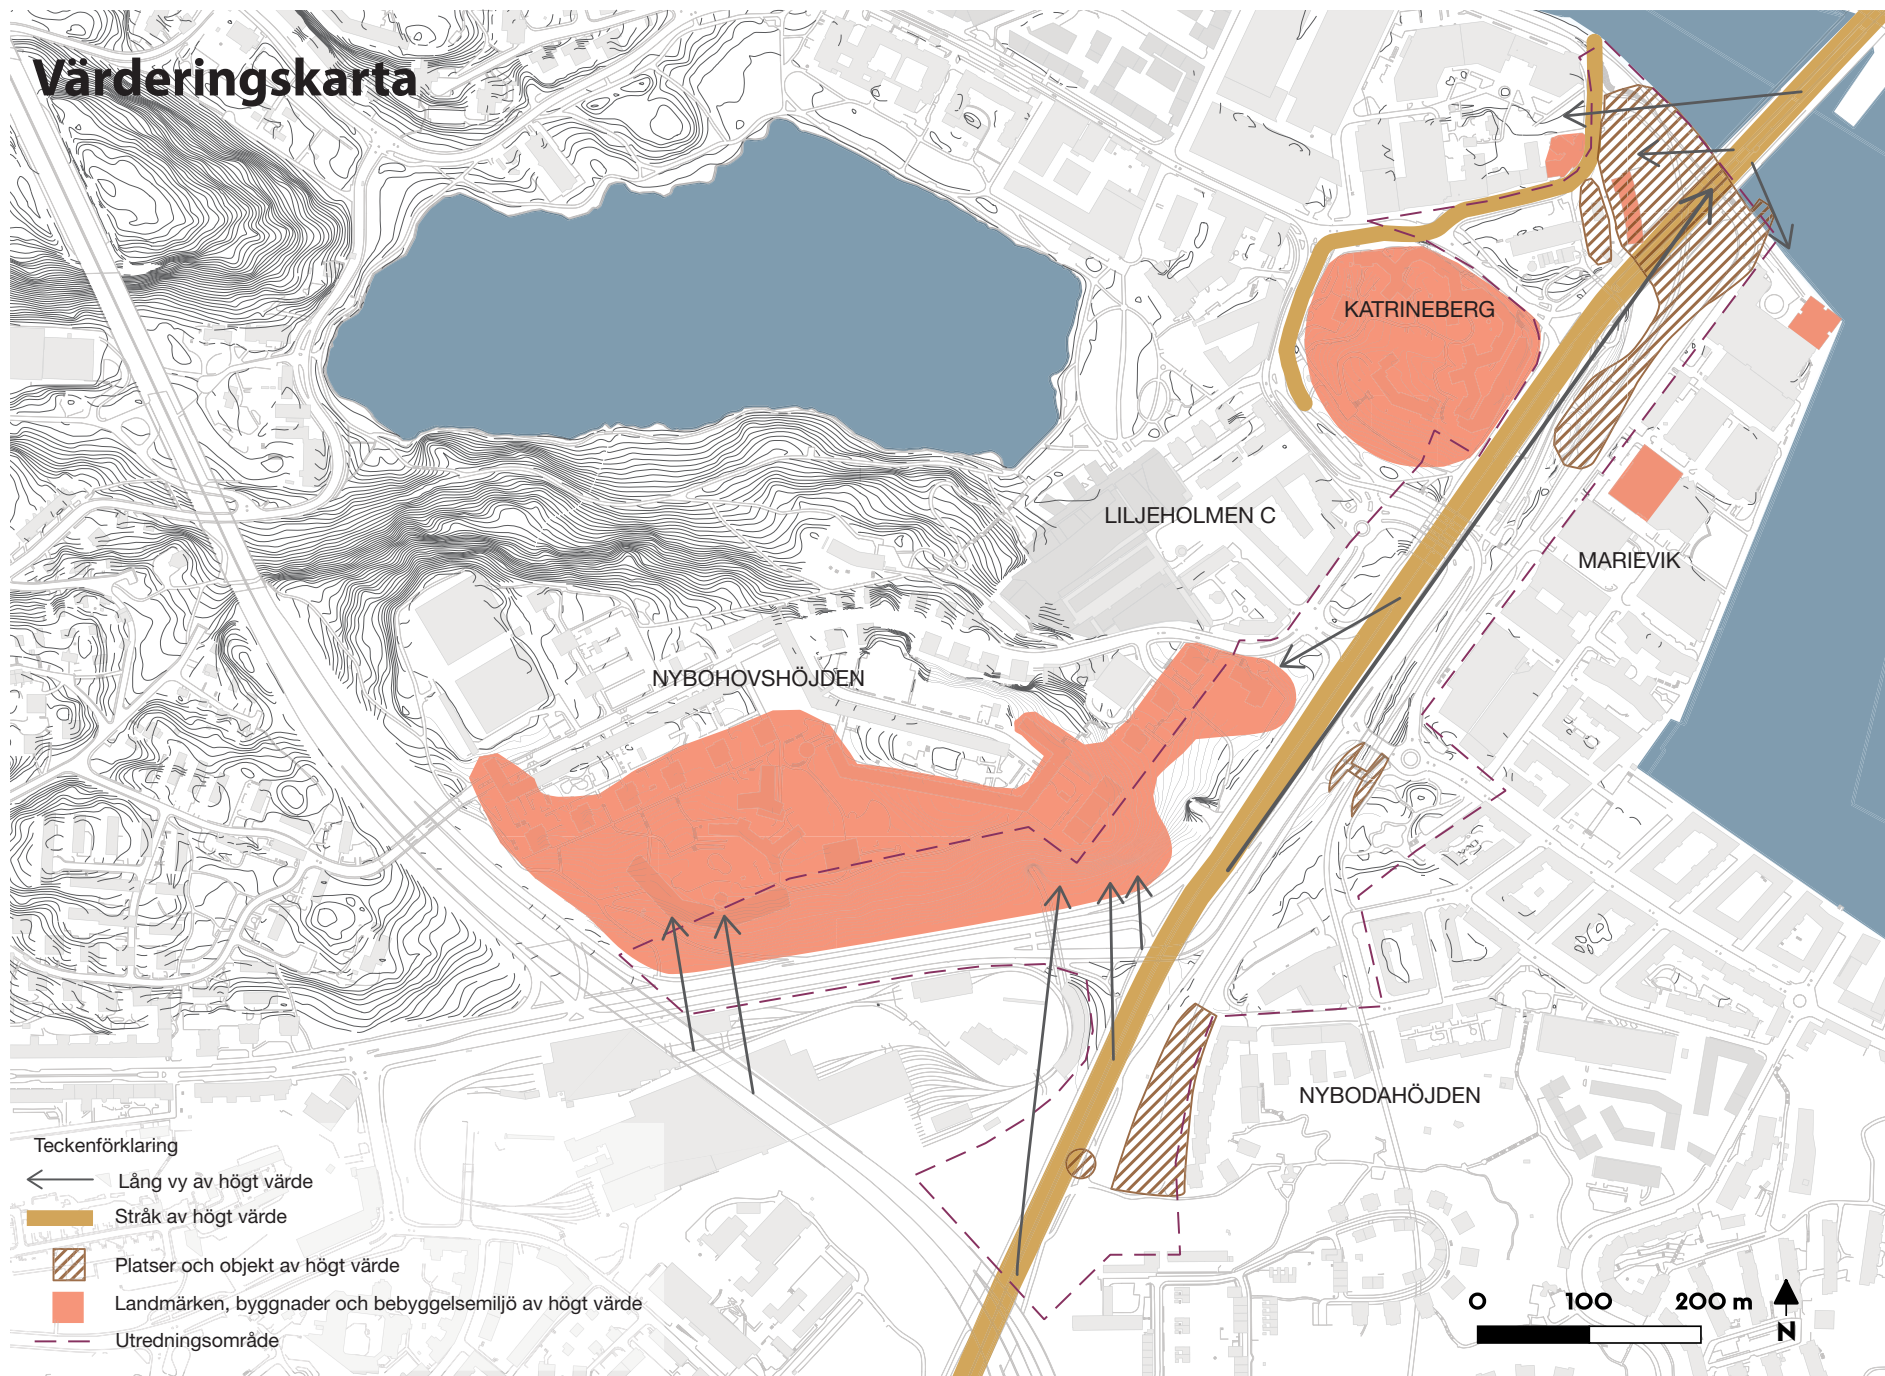 Värderingskarta
KATRINEBERG
LILJEHOLMEN C
MARIEVIK
NYBOHOVSHÖJDEN
NYBODAHÖJDEN
Teckenförklaring
Lång vy av högt värde
Stråk av högt värde
Platser och objekt av högt värde
Landmärken, byggnader och bebyggelsemiljö av högt värde
Utredningsområde
0 100 200 m
N